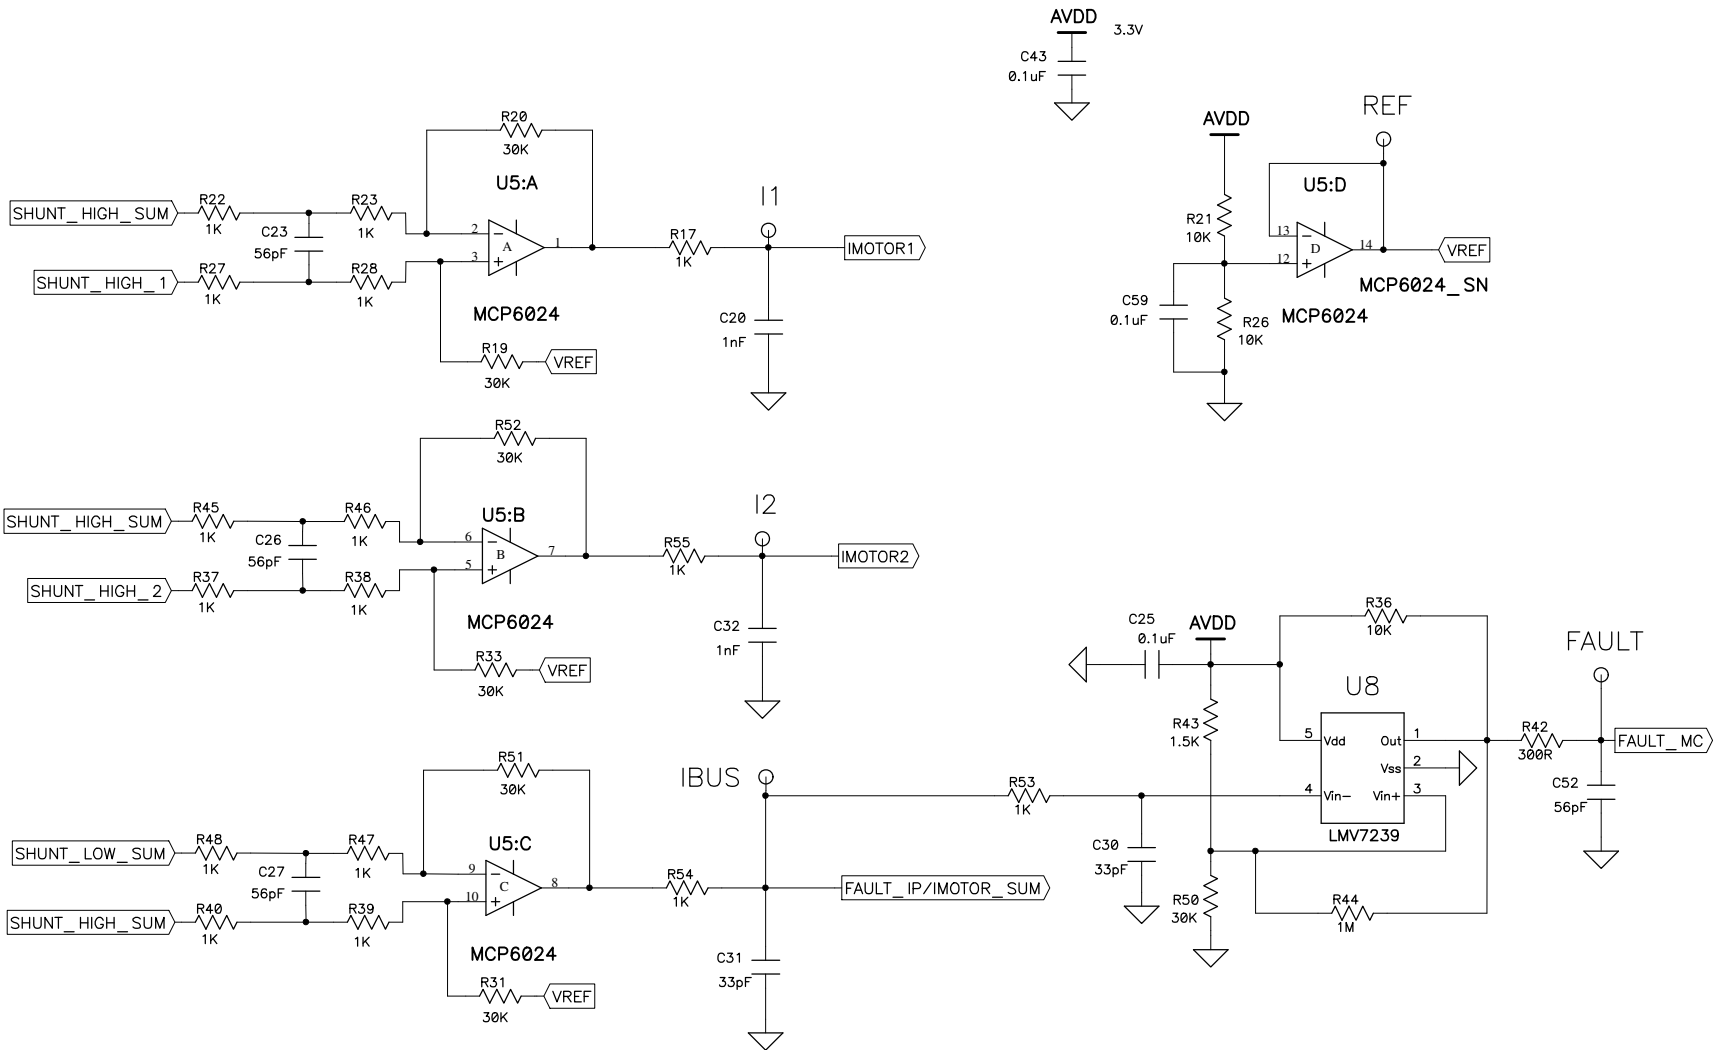 AVDD
3.3V
C43
0.1uF
REF
AVDD
R20
30K
U5:A
U5:D
SHUNT_HIGH_SUM
R22
1K
R23
1K
C23
56pF
2
3
A
1
I1
R17
1K
IMOTOR1
SHUNT_HIGH_1
R27
1K
R28
1K
MCP6024
R19
30K
VREF
C20
1nF
R21
10K
13
12
D
14
VREF
MCP6024_SN
MCP6024
C59
0.1uF
R26
10K
R52
30K
U5:B
SHUNT_HIGH_SUM
R45
1K
R46
1K
C26
56pF
6
5
B
7
I2
R55
1K
IMOTOR2
SHUNT_HIGH_2
R37
1K
R38
1K
MCP6024
R33
30K
VREF
C32
1nF
C25
0.1uF
AVDD
R36
10K
FAULT
U8
R43
1.5K
5
Vdd
Out
1
Vss
2
4
Vin-
Vin+
3
LMV7239
R42
300R
FAULT_MC
C52
56pF
R51
30K
U5:C
IBUS
R53
1K
C30
33pF
SHUNT_LOW_SUM
R48
1K
R47
1K
C27
56pF
9
10
C
8
R54
1K
FAULT_IP/IMOTOR_SUM
R50
30K
R44
1M
SHUNT_HIGH_SUM
R40
1K
R39
1K
MCP6024
R31
30K
VREF
C31
33pF